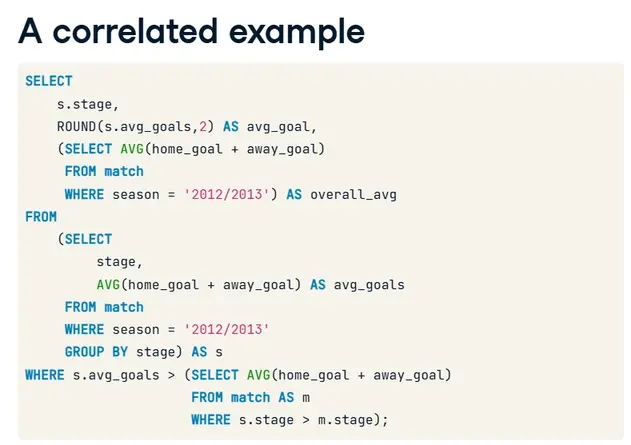 A correlated example
SELECT
s.stage,
ROUND(s.avg_goals,2) AS avg_goal,
(SELECT AVG(home_goal + away_goal)
FROM match
WHERE season = '2012/2013') AS overall_avg
FROM
(SELECT
stage,
AVG(home_goal + away_goal) AS avg_goals
FROM match
WHERE season = '2012/2013'
GROUP BY stage) AS s
WHERE s.avg_goals > (SELECT AVG(home_goal + away_goal)
FROM match AS m
WHERE s.stage > m.stage);